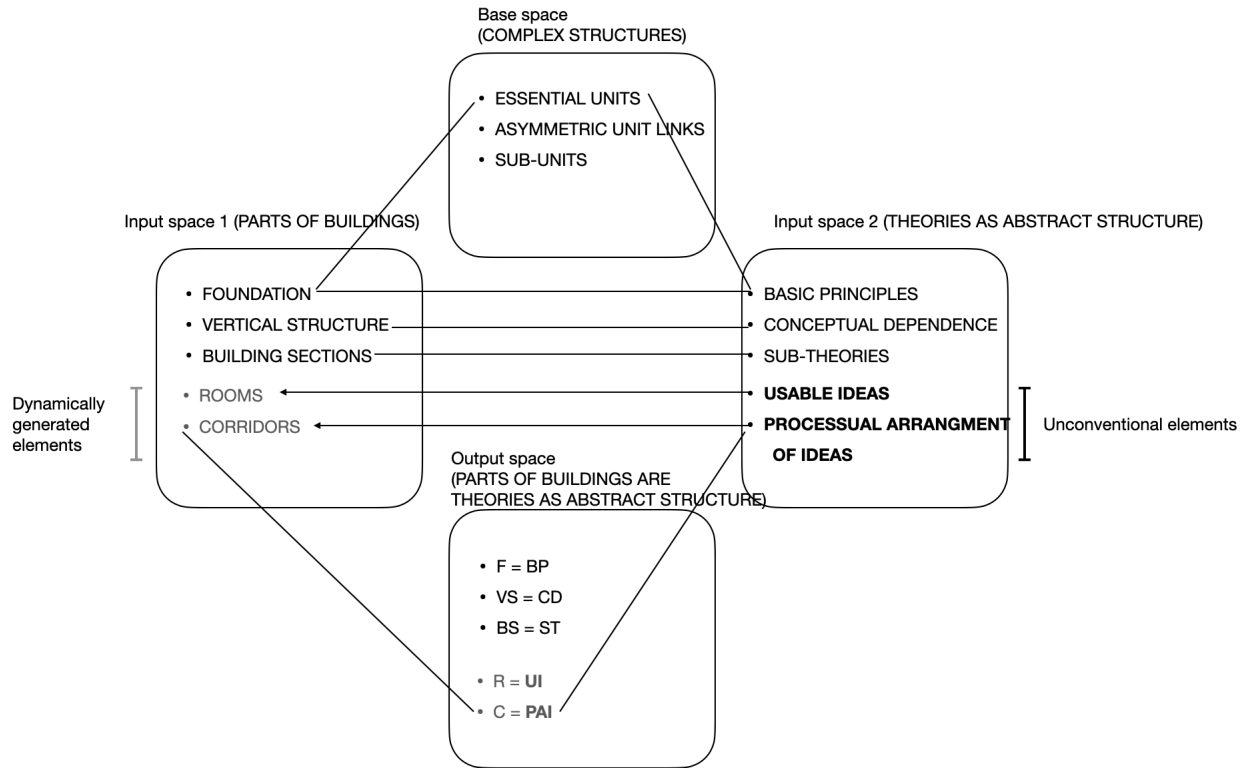 Base space
(COMPLEX STRUCTURES)
• ESSENTIAL UNITS
• ASYMMETRIC UNIT LINKS
• SUB-UNITS
Input space 1 (PARTS OF BUILDINGS)
• FOUNDATION
• VERTICAL STRUCTURE
• BUILDING SECTIONS
• ROOMS
• CORRIDORS
Dynamically
generated
elements
Input space 2 (THEORIES AS ABSTRACT STRUCTURE)
• BASIC PRINCIPLES
• CONCEPTUAL DEPENDENCE
• SUB-THEORIES
• USABLE IDEAS
• PROCESSUAL ARRANGMENT
OF IDEAS
Unconventional elements
Output space
(PARTS OF BUILDINGS ARE
THEORIES AS ABSTRACT STRUCTURE)
• F = BP
• VS = CD
• BS = ST
• R = UI
• C = PAI